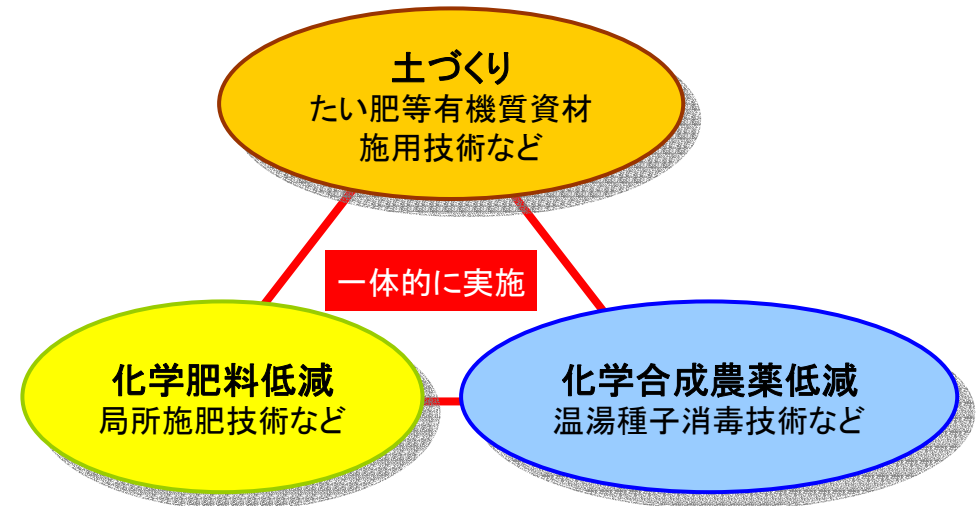 土づくり
たい肥等有機質資材
施用技術など
一体的に実施
化学肥料低減
局所施肥技術など
化学合成農薬低減
温湯種子消毒技術など